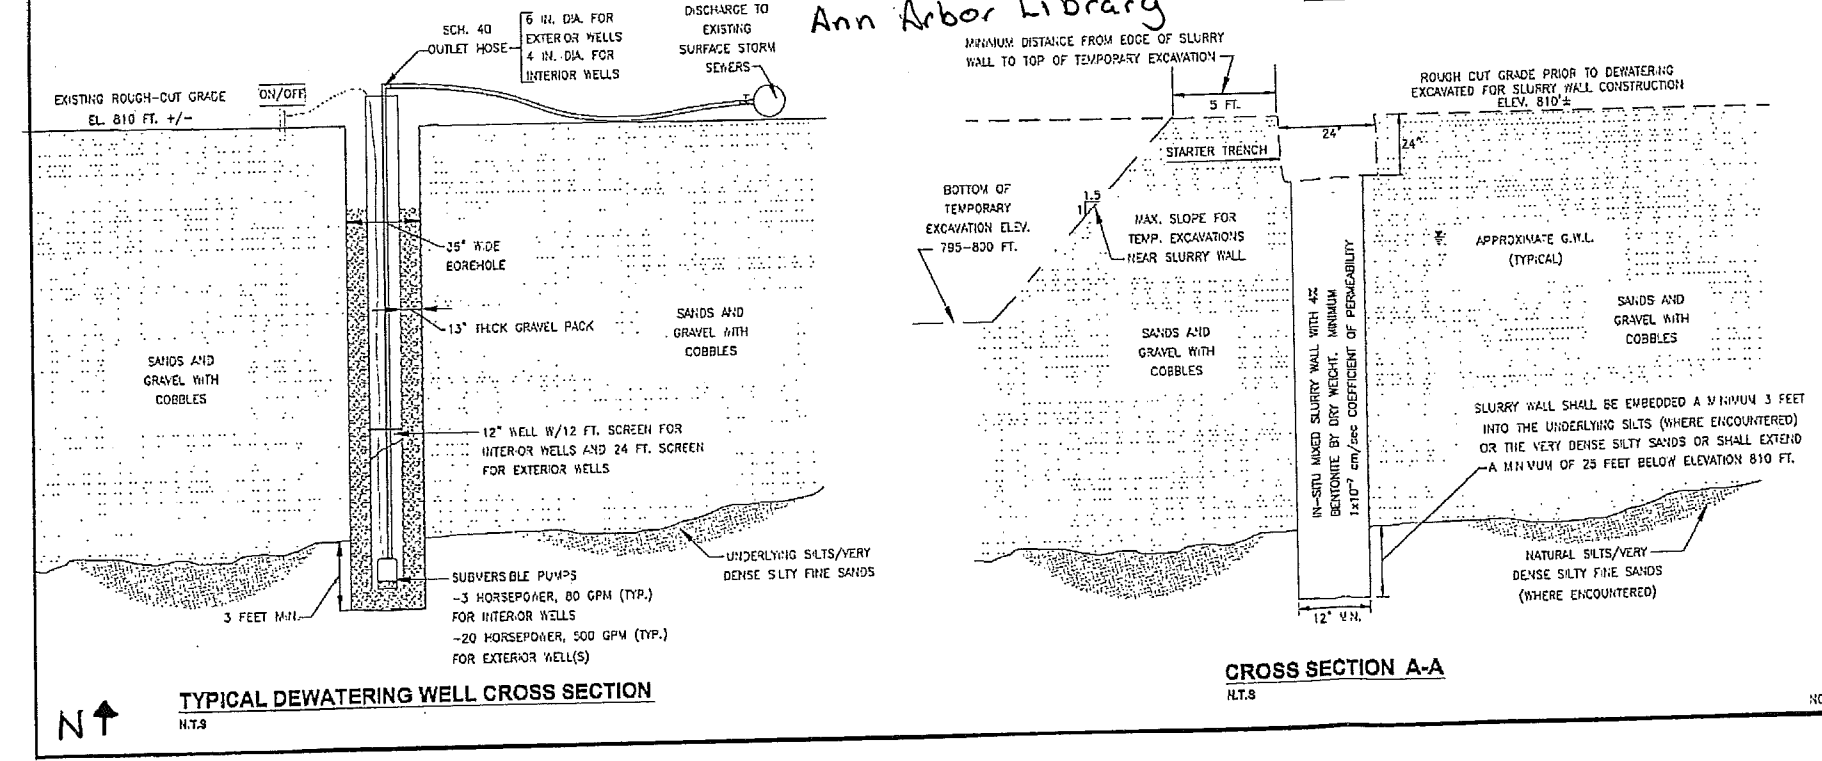 Ann Arbor Library
SCH. 40
OUTLET HOSE
6 IN. DIA. FOR
EXTERIOR WELLS
4 IN. DIA. FOR
INTERIOR WELLS
DISCHARGE TO
EXISTING
SURFACE STORM
SEWERS
EXISTING ROUGH-CUT GRADE
EL. 810 FT. +/-
ON/OFF
35" WIDE
BOREHOLE
13" THICK GRAVEL PACK
SANDS AND
GRAVEL WITH
COBBLES
SANDS AND
GRAVEL WITH
COBBLES
12" WELL W/12 FT. SCREEN FOR
INTERIOR WELLS AND 24 FT. SCREEN
FOR EXTERIOR WELLS
UNDERLYING SILTS/VERY
DENSE SILTY FINE SANDS
3 FEET MIN.
SUBVERSIBLE PUMPS
-3 HORSEPOWER, 80 GPM (TYP.)
FOR INTERIOR WELLS
-20 HORSEPOWER, 500 GPM (TYP.)
FOR EXTERIOR WELL(S)
TYPICAL DEWATERING WELL CROSS SECTION
N.T.S
N
MINIMUM DISTANCE FROM EDGE OF SLURRY
WALL TO TOP OF TEMPORARY EXCAVATION
5 FT.
ROUGH CUT GRADE PRIOR TO DEWATERING
EXCAVATED FOR SLURRY WALL CONSTRUCTION
ELEV. 810'±
24"
24"
STARTER TRENCH
BOTTOM OF
TEMPORARY
EXCAVATION ELEV.
795-800 FT.
1.5
1
MAX. SLOPE FOR
TEMP. EXCAVATIONS
NEAR SLURRY WALL
APPROXIMATE G.W.L.
(TYPICAL)
SANDS AND
GRAVEL WITH
COBBLES
SANDS AND
GRAVEL WITH
COBBLES
IN-SITU MIXED SLURRY WALL WITH 4%
BENTONITE BY DRY WEIGHT. MINIMUM
1x10⁻⁷ cm/sec COEFFICIENT OF PERMEABILITY
SLURRY WALL SHALL BE EMBEDDED A MINIMUM 3 FEET
INTO THE UNDERLYING SILTS (WHERE ENCOUNTERED)
OR THE VERY DENSE SILTY SANDS OR SHALL EXTEND
A MINIMUM OF 25 FEET BELOW ELEVATION 810 FT.
NATURAL SILTS/VERY
DENSE SILTY FINE SANDS
(WHERE ENCOUNTERED)
12" MIN.
CROSS SECTION A-A
N.T.S